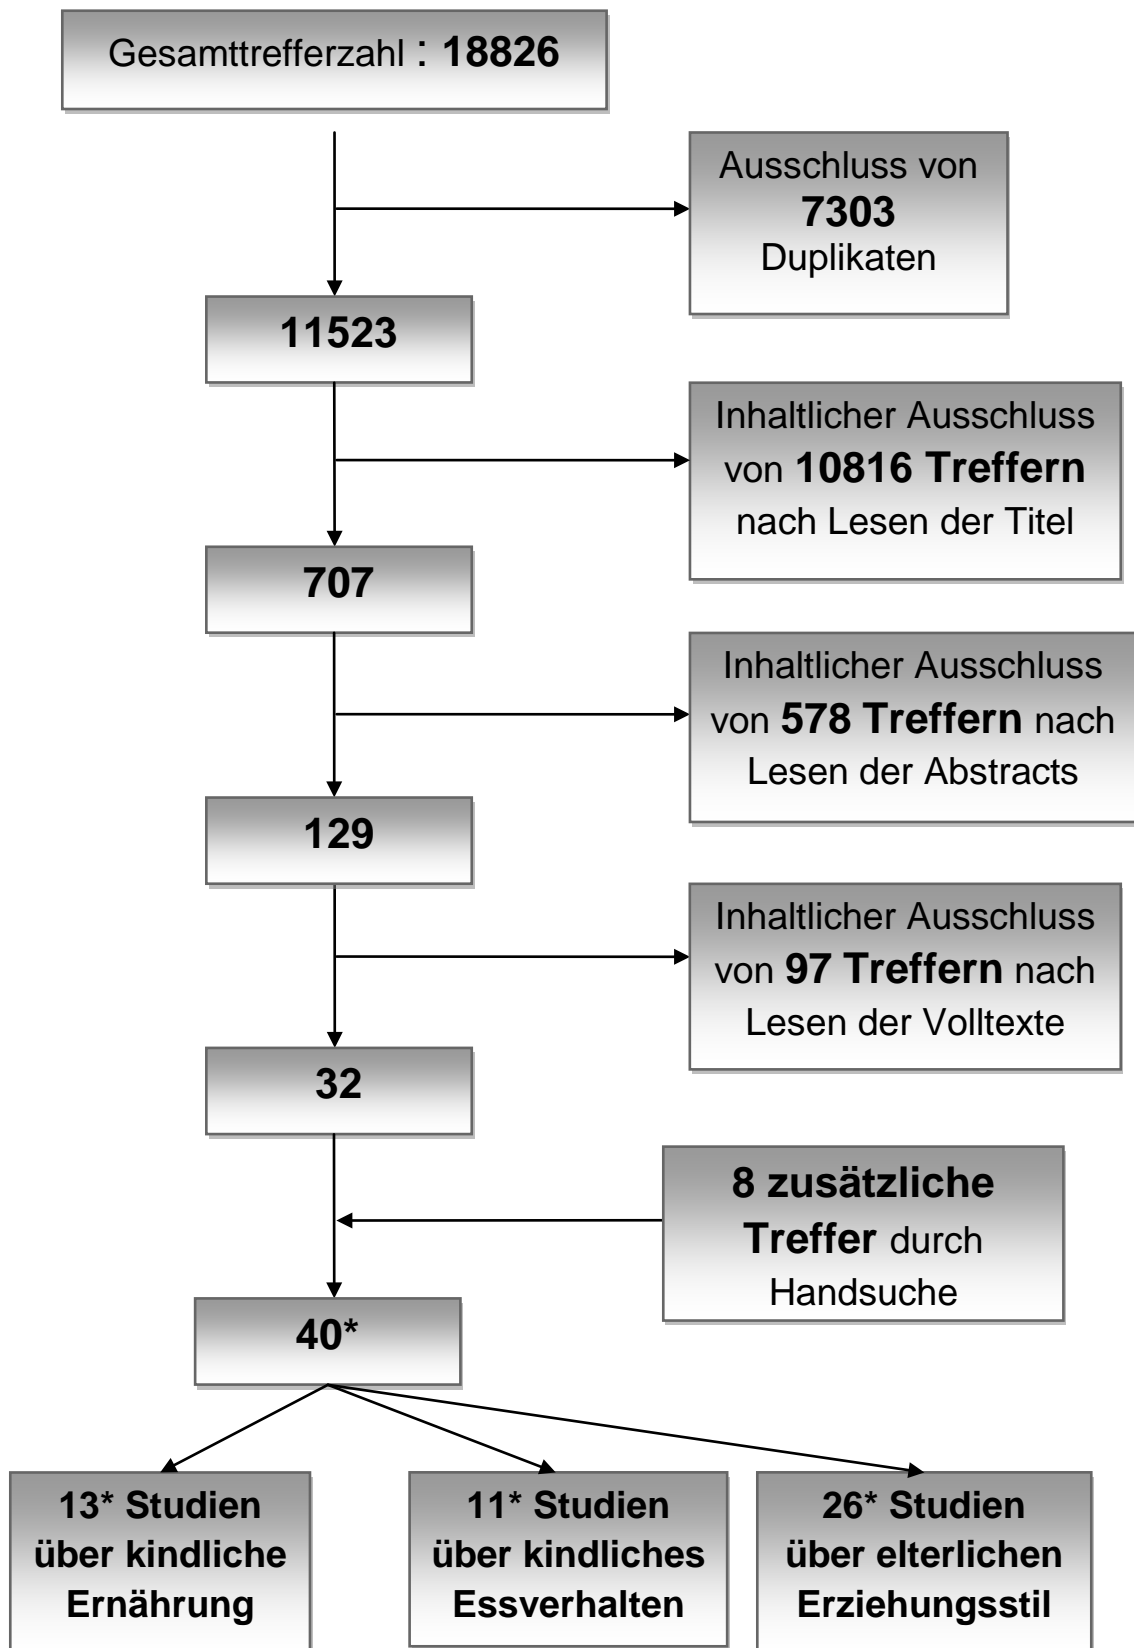 Gesamttrefferzahl : 18826
Ausschluss von
7303
Duplikaten
11523
Inhaltlicher Ausschluss
von 10816 Treffern
nach Lesen der Titel
707
Inhaltlicher Ausschluss
von 578 Treffern nach
Lesen der Abstracts
129
Inhaltlicher Ausschluss
von 97 Treffern nach
Lesen der Volltexte
32
8 zusätzliche
Treffer durch
Handsuche
40*
13* Studien
über kindliche
Ernährung
11* Studien
über kindliches
Essverhalten
26* Studien
über elterlichen
Erziehungsstil